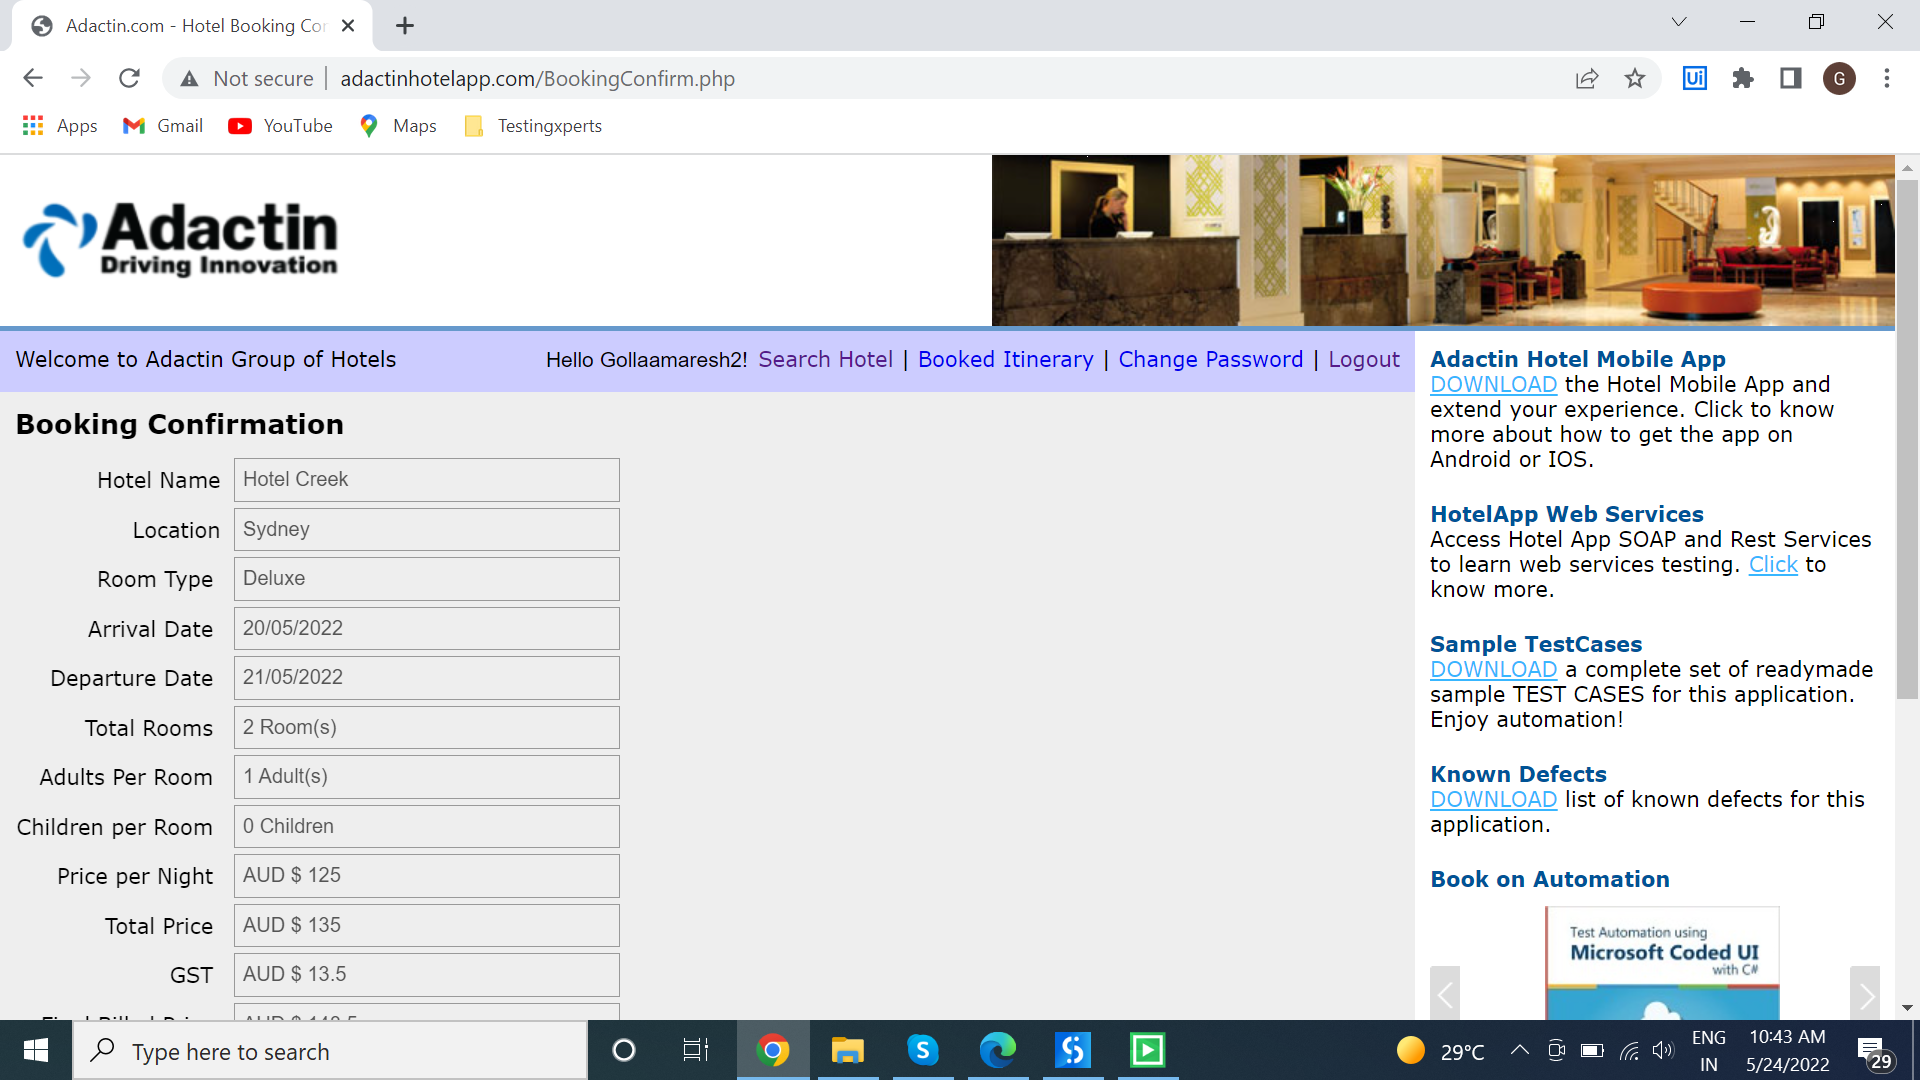 Adactin.com - Hotel Booking Con
Not secure
adactinhotelapp.com/BookingConfirm.php
Ui
G
Apps
Gmail
YouTube
Maps
Testingxperts
Adactin
Driving Innovation
Welcome to Adactin Group of Hotels
Hello Gollaamaresh2! Search Hotel | Booked Itinerary | Change Password | Logout
Booking Confirmation
Hotel Name Hotel Creek
Location Sydney
Room Type Deluxe
Arrival Date 20/05/2022
Departure Date 21/05/2022
Total Rooms 2 Room(s)
Adults Per Room 1 Adult(s)
Children per Room 0 Children
Price per Night AUD $ 125
Total Price AUD $ 135
GST AUD $ 13.5
Adactin Hotel Mobile App
DOWNLOAD the Hotel Mobile App and
extend your experience. Click to know
more about how to get the app on
Android or IOS.
HotelApp Web Services
Access Hotel App SOAP and Rest Services
to learn web services testing. Click to
know more.
Sample TestCases
DOWNLOAD a complete set of readymade
sample TEST CASES for this application.
Enjoy automation!
Known Defects
DOWNLOAD list of known defects for this
application.
Book on Automation
Test Automation using
Microsoft Coded UI
with C#
Type here to search
S
29°C
ENG
IN
10:43 AM
5/24/2022
29